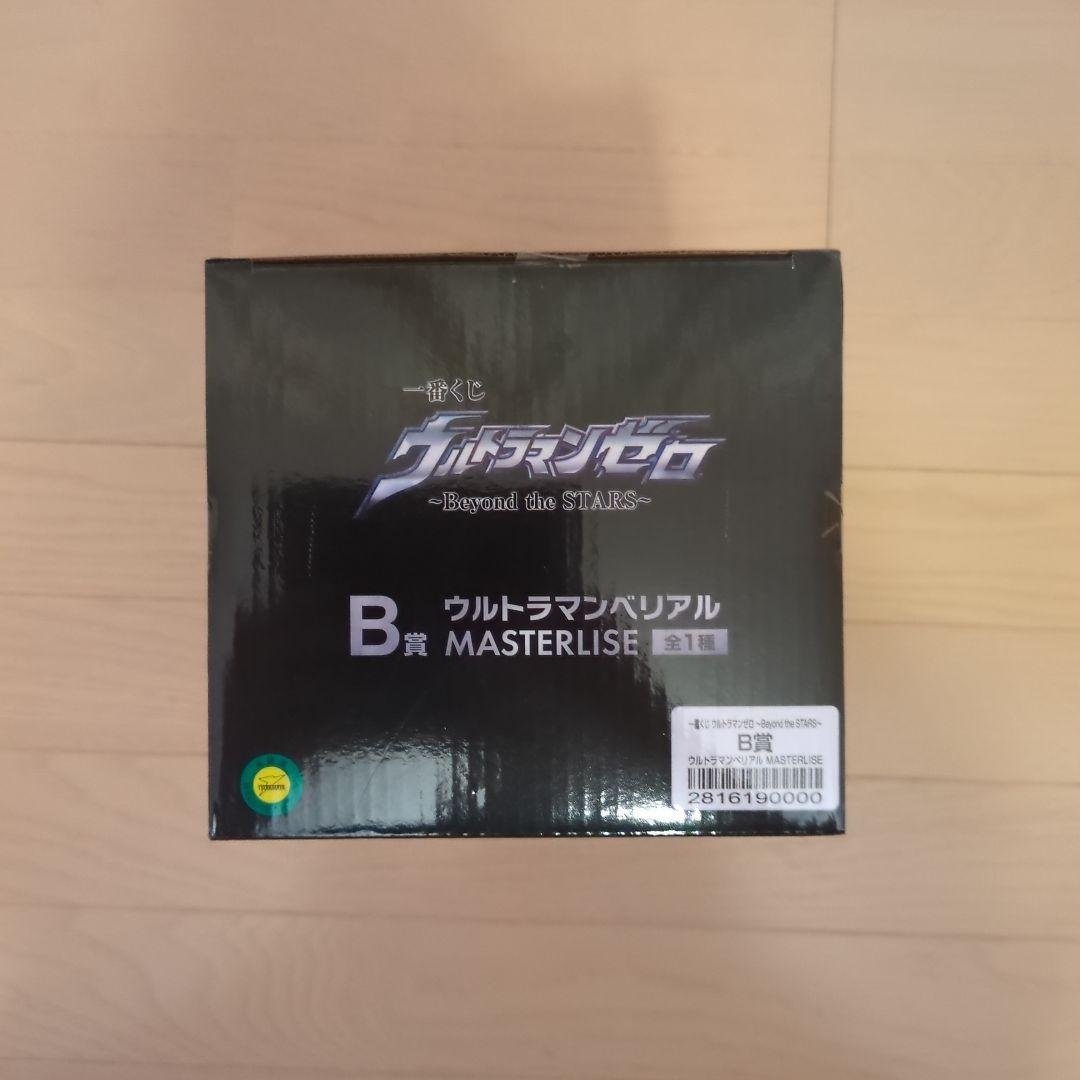 一番くじ
ウルトラマンゼロ
~Beyond the STARS~
B賞
ウルトラマンベリアル
MASTERLISE 全1種
一番くじ ウルトラマンゼロ ~Beyond the STARS~
B賞
ウルトラマンベリアル MASTERLISE
2816190000